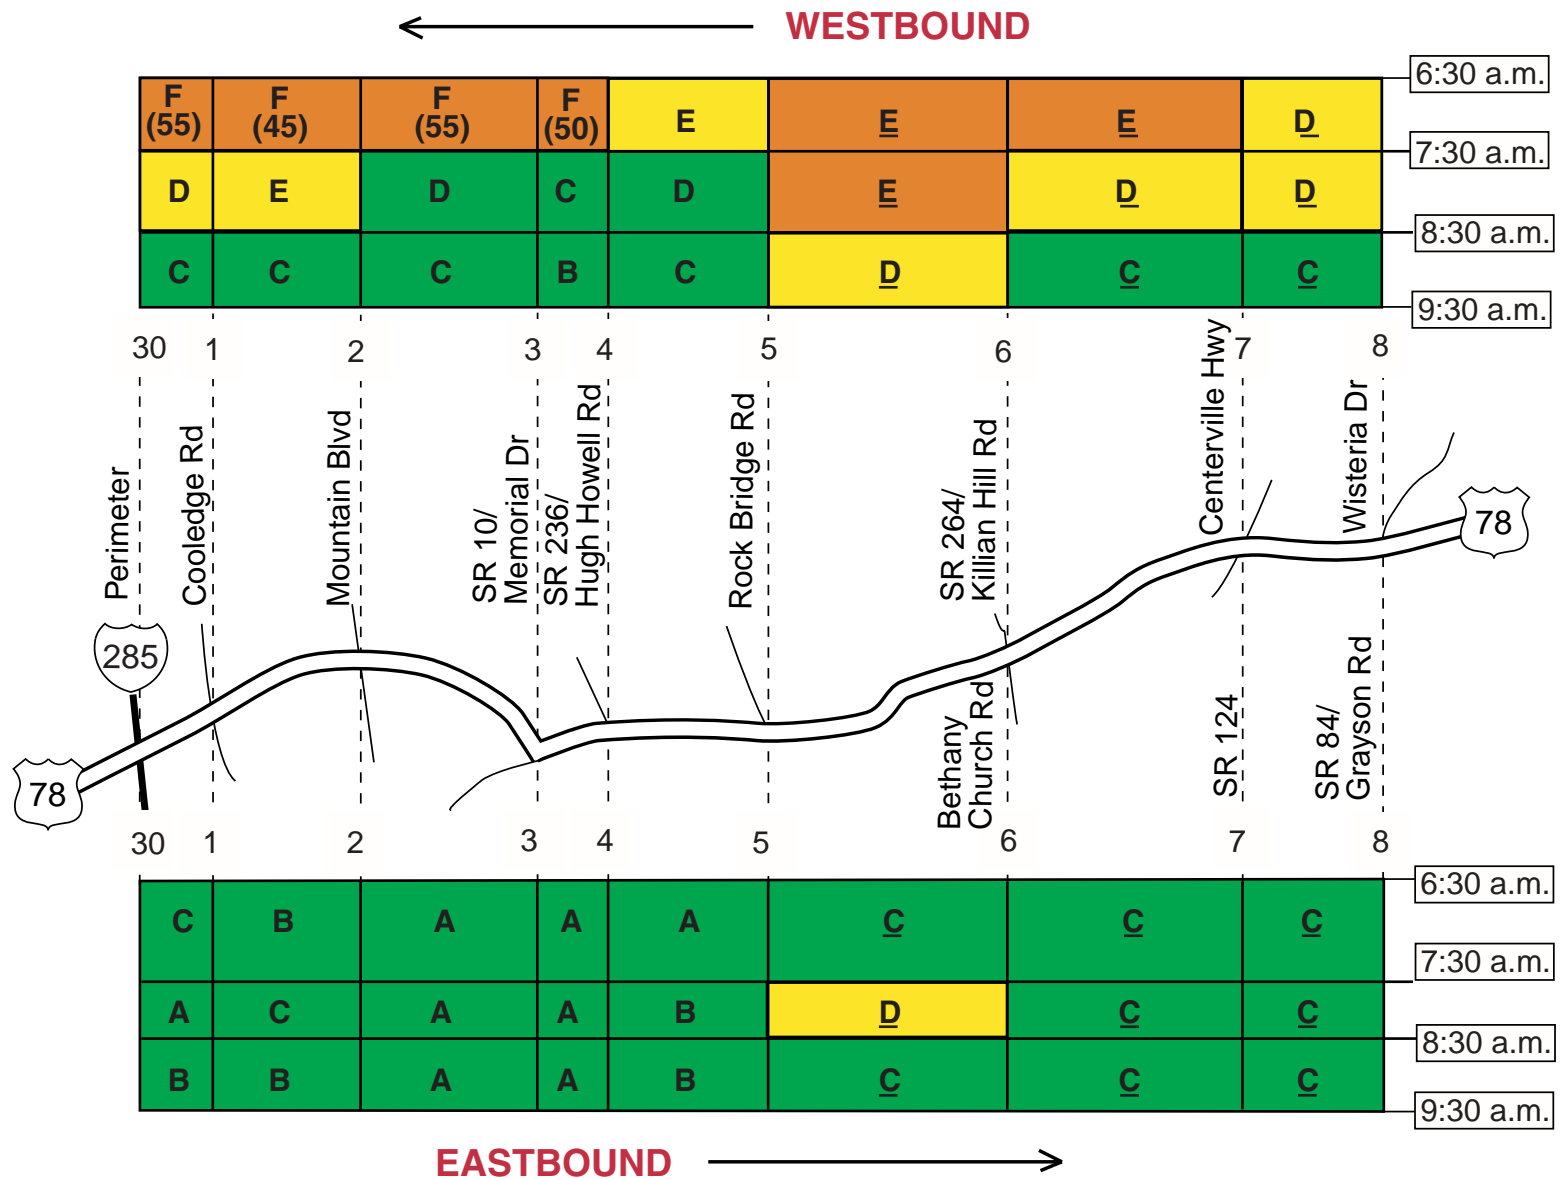 WESTBOUND
F F F F E E E D 6:30 a.m.
(55) (45) (55) (50)
7:30 a.m.
D E D C D E D D
8:30 a.m.
C C C B C D C C
9:30 a.m.
30 1 2 3 4 5 6 7 8
Perimeter
Cooledge Rd
Mountain Blvd
SR 10/
Memorial Dr
SR 236/
Hugh Howell Rd
Rock Bridge Rd
SR 264/
Killian Hill Rd
Centerville Hwy
Wisteria Dr
78
285
78
Bethany
Church Rd
SR 124
SR 84/
Grayson Rd
30 1 2 3 4 5 6 7 8
6:30 a.m.
C B A A A C C C
7:30 a.m.
A C A A B D C C
8:30 a.m.
B B A A B C C C
9:30 a.m.
EASTBOUND